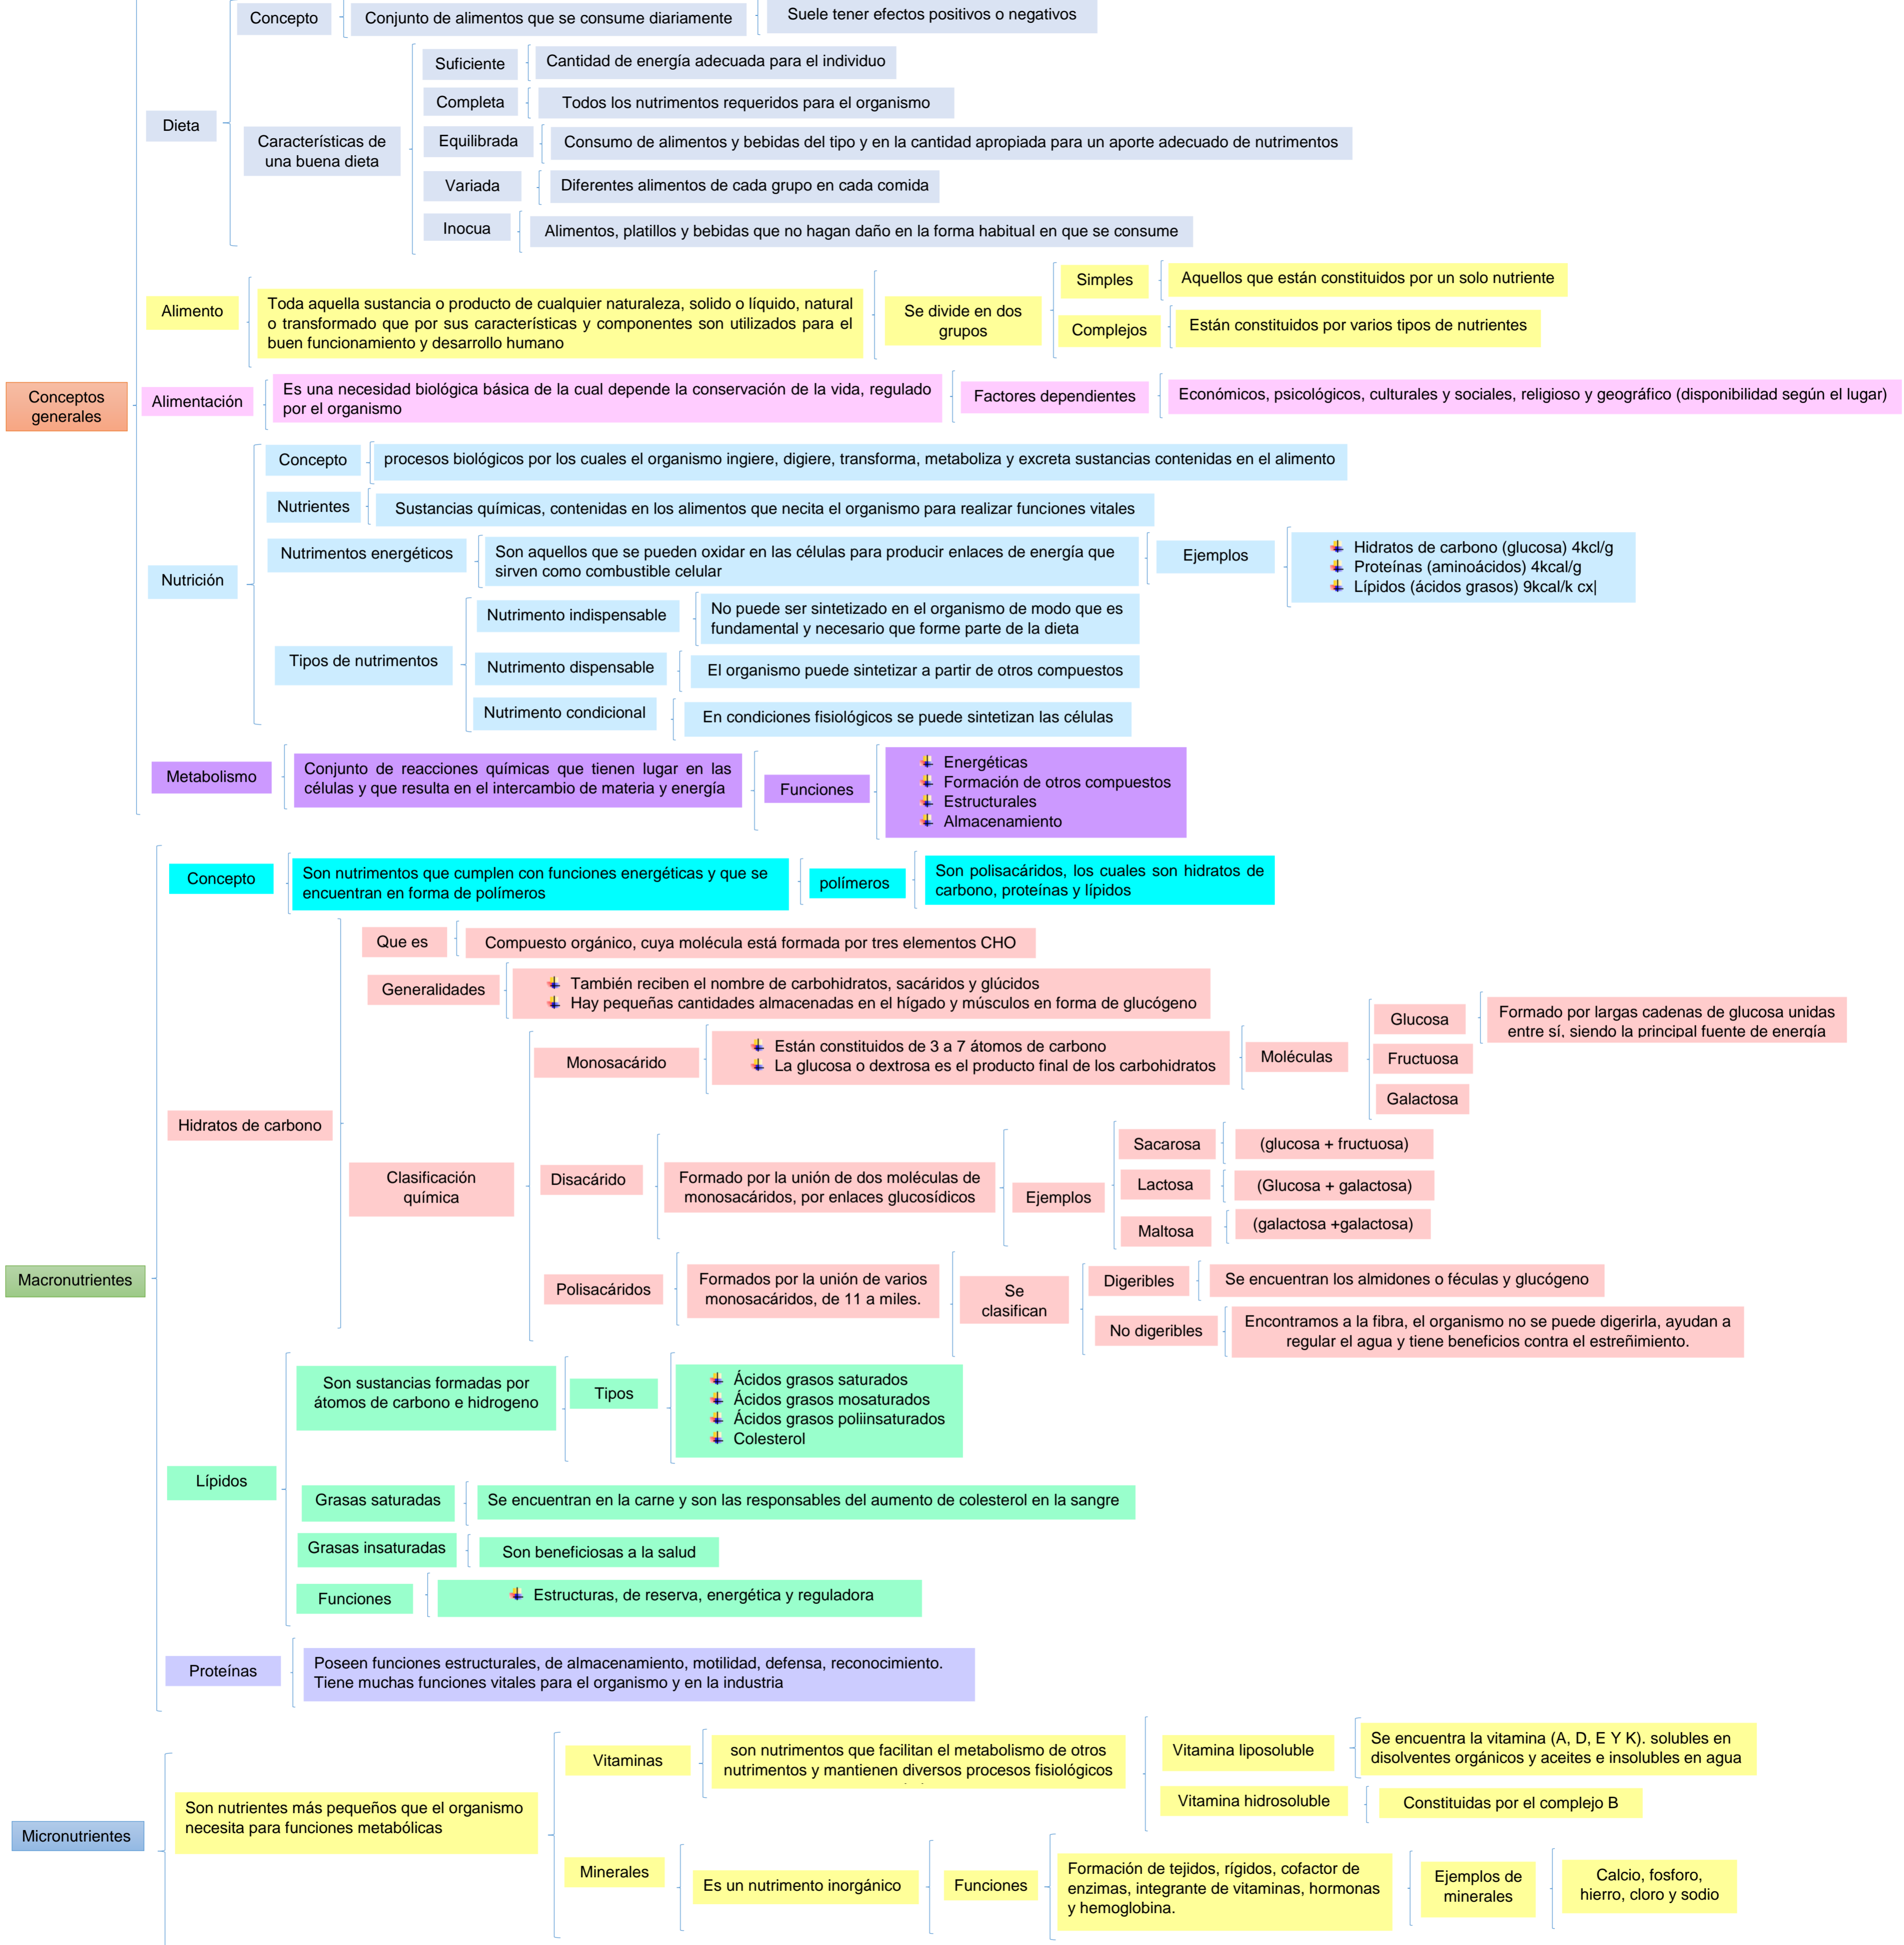 Concepto
Conjunto de alimentos que se consume diariamente
Suele tener efectos positivos o negativos
Dieta
Características de
una buena dieta
Suficiente
Cantidad de energía adecuada para el individuo
Completa
Todos los nutrimentos requeridos para el organismo
Equilibrada
Consumo de alimentos y bebidas del tipo y en la cantidad apropiada para un aporte adecuado de nutrimentos
Variada
Diferentes alimentos de cada grupo en cada comida
Inocua
Alimentos, platillos y bebidas que no hagan daño en la forma habitual en que se consume
Alimento
Toda aquella sustancia o producto de cualquier naturaleza, solido o líquido, natural
o transformado que por sus características y componentes son utilizados para el
buen funcionamiento y desarrollo humano
Se divide en dos
grupos
Simples
Aquellos que están constituidos por un solo nutriente
Complejos
Están constituidos por varios tipos de nutrientes
Conceptos
generales
Alimentación
Es una necesidad biológica básica de la cual depende la conservación de la vida, regulado
por el organismo
Factores dependientes
Económicos, psicológicos, culturales y sociales, religioso y geográfico (disponibilidad según el lugar)
Nutrición
Concepto
procesos biológicos por los cuales el organismo ingiere, digiere, transforma, metaboliza y excreta sustancias contenidas en el alimento
Nutrientes
Sustancias químicas, contenidas en los alimentos que necita el organismo para realizar funciones vitales
Nutrimentos energéticos
Son aquellos que se pueden oxidar en las células para producir enlaces de energía que
sirven como combustible celular
Ejemplos
Hidratos de carbono (glucosa) 4kcl/g
Proteínas (aminoácidos) 4kcal/g
Lípidos (ácidos grasos) 9kcal/k cx|
Tipos de nutrimentos
Nutrimento indispensable
No puede ser sintetizado en el organismo de modo que es
fundamental y necesario que forme parte de la dieta
Nutrimento dispensable
El organismo puede sintetizar a partir de otros compuestos
Nutrimento condicional
En condiciones fisiológicos se puede sintetizan las células
Metabolismo
Conjunto de reacciones químicas que tienen lugar en las
células y que resulta en el intercambio de materia y energía
Funciones
Energéticas
Formación de otros compuestos
Estructurales
Almacenamiento
Macronutrientes
Concepto
Son nutrimentos que cumplen con funciones energéticas y que se
encuentran en forma de polímeros
polímeros
Son polisacáridos, los cuales son hidratos de
carbono, proteínas y lípidos
Hidratos de carbono
Que es
Compuesto orgánico, cuya molécula está formada por tres elementos CHO
Generalidades
También reciben el nombre de carbohidratos, sacáridos y glúcidos
Hay pequeñas cantidades almacenadas en el hígado y músculos en forma de glucógeno
Clasificación
química
Monosacárido
Están constituidos de 3 a 7 átomos de carbono
La glucosa o dextrosa es el producto final de los carbohidratos
Moléculas
Glucosa
Formado por largas cadenas de glucosa unidas
entre sí, siendo la principal fuente de energía
Fructuosa
Galactosa
Disacárido
Formado por la unión de dos moléculas de
monosacáridos, por enlaces glucosídicos
Ejemplos
Sacarosa
(glucosa + fructuosa)
Lactosa
(Glucosa + galactosa)
Maltosa
(galactosa +galactosa)
Polisacáridos
Formados por la unión de varios
monosacáridos, de 11 a miles.
Se
clasifican
Digeribles
Se encuentran los almidones o féculas y glucógeno
No digeribles
Encontramos a la fibra, el organismo no se puede digerirla, ayudan a
regular el agua y tiene beneficios contra el estreñimiento.
Lípidos
Son sustancias formadas por
átomos de carbono e hidrogeno
Tipos
Ácidos grasos saturados
Ácidos grasos mosaturados
Ácidos grasos poliinsaturados
Colesterol
Grasas saturadas
Se encuentran en la carne y son las responsables del aumento de colesterol en la sangre
Grasas insaturadas
Son beneficiosas a la salud
Funciones
Estructuras, de reserva, energética y reguladora
Proteínas
Poseen funciones estructurales, de almacenamiento, motilidad, defensa, reconocimiento.
Tiene muchas funciones vitales para el organismo y en la industria
Micronutrientes
Son nutrientes más pequeños que el organismo
necesita para funciones metabólicas
Vitaminas
son nutrimentos que facilitan el metabolismo de otros
nutrimentos y mantienen diversos procesos fisiológicos
Vitamina liposoluble
Se encuentra la vitamina (A, D, E Y K). solubles en
disolventes orgánicos y aceites e insolubles en agua
Vitamina hidrosoluble
Constituidas por el complejo B
Minerales
Es un nutrimento inorgánico
Funciones
Formación de tejidos, rígidos, cofactor de
enzimas, integrante de vitaminas, hormonas
y hemoglobina.
Ejemplos de
minerales
Calcio, fosforo,
hierro, cloro y sodio